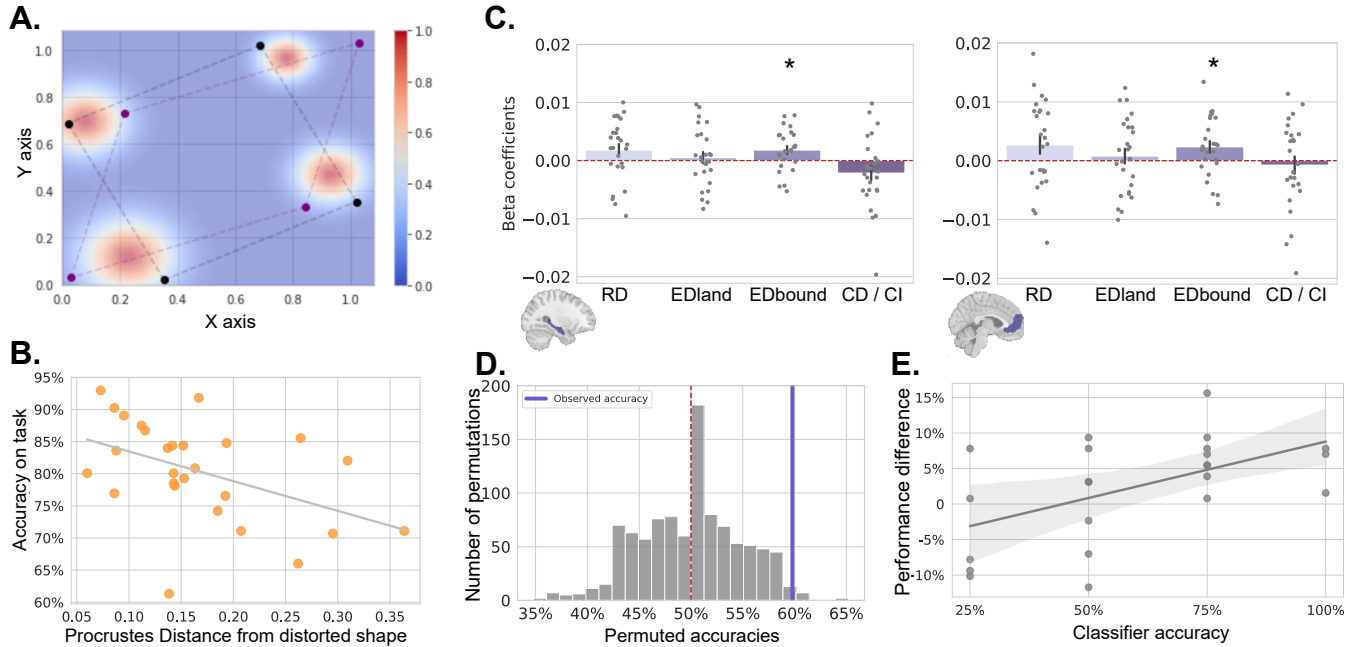 A.
Y axis
1.0
0.8
0.6
0.4
0.2
0.0
0.0 0.2 0.4 0.6 0.8 1.0
X axis
1.0
0.8
0.6
0.4
0.2
0.0
B.
Accuracy on task
95%
90%
85%
80%
75%
70%
65%
60%
0.05 0.10 0.15 0.20 0.25 0.30 0.35
Procrustes Distance from distorted shape
C.
Beta coefficients
0.02
0.01
0.00
−0.01
−0.02
*
RD EDland EDbound CD / CI
0.02
0.01
0.00
−0.01
−0.02
*
RD EDland EDbound CD / CI
D.
Number of permutations
200
150
100
50
0
Observed accuracy
35% 40% 45% 50% 55% 60% 65%
Permuted accuracies
E.
Performance difference
15%
10%
5%
0
-5%
-10%
25% 50% 75% 100%
Classifier accuracy